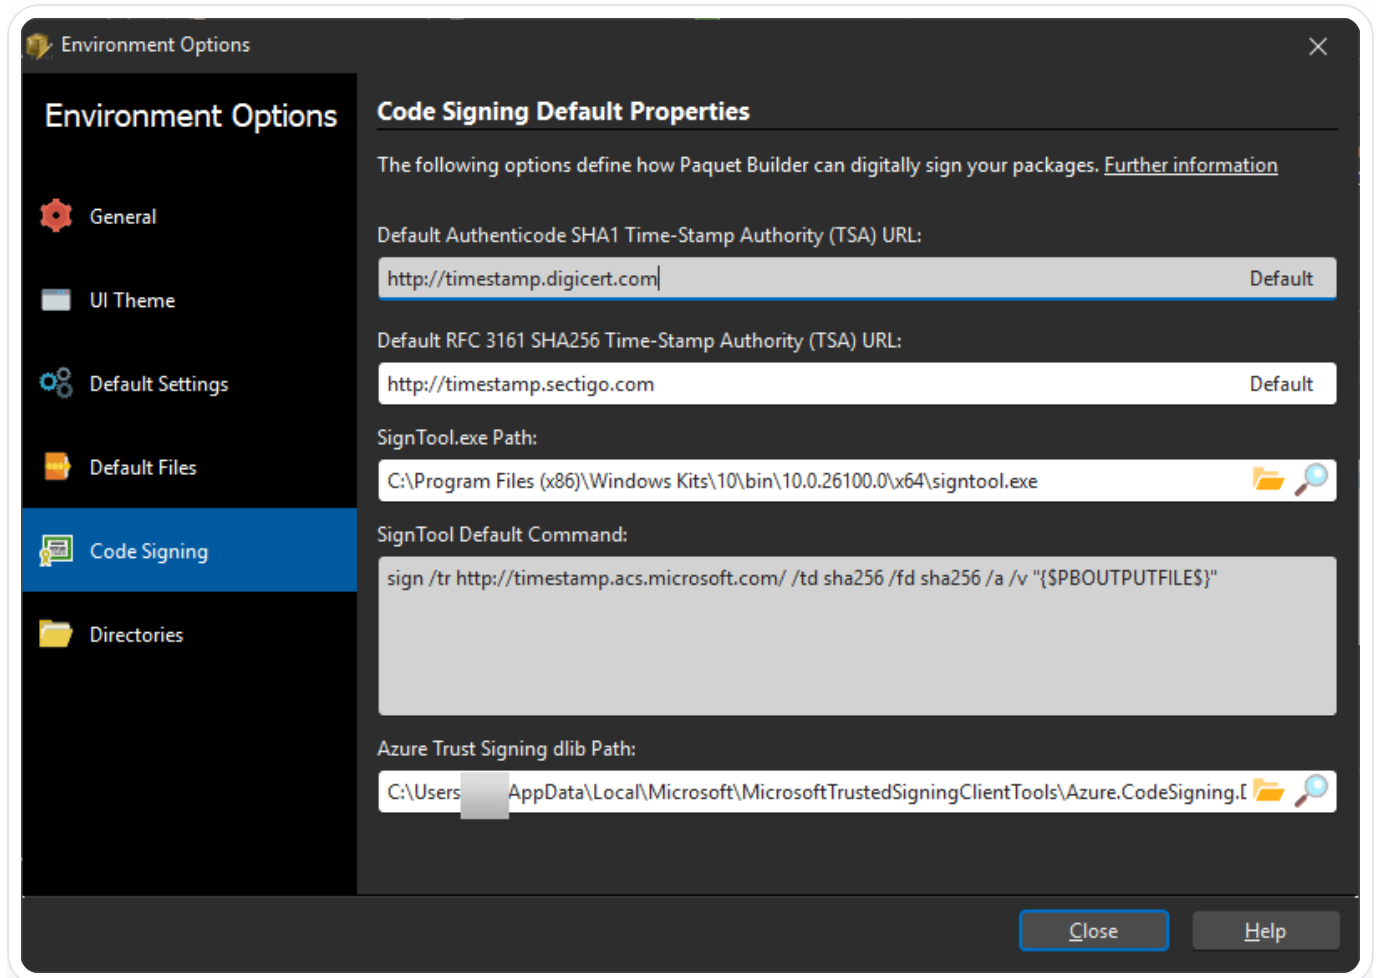 Environment Options
Environment Options
General
UI Theme
Default Settings
Default Files
Code Signing
Directories
Code Signing Default Properties
The following options define how Paquet Builder can digitally sign your packages. Further information
Default Authenticode SHA1 Time-Stamp Authority (TSA) URL:
http://timestamp.digicert.com Default
Default RFC 3161 SHA256 Time-Stamp Authority (TSA) URL:
http://timestamp.sectigo.com Default
SignTool.exe Path:
C:\Program Files (x86)\Windows Kits\10\bin\10.0.26100.0\x64\signtool.exe
SignTool Default Command:
sign /tr http://timestamp.acs.microsoft.com/ /td sha256 /fd sha256 /a /v "{$PBOUTPUTFILE$}"
Azure Trust Signing dlib Path:
C:\Users AppData\Local\Microsoft\MicrosoftTrustedSigningClientTools\Azure.CodeSigning.D
Close Help